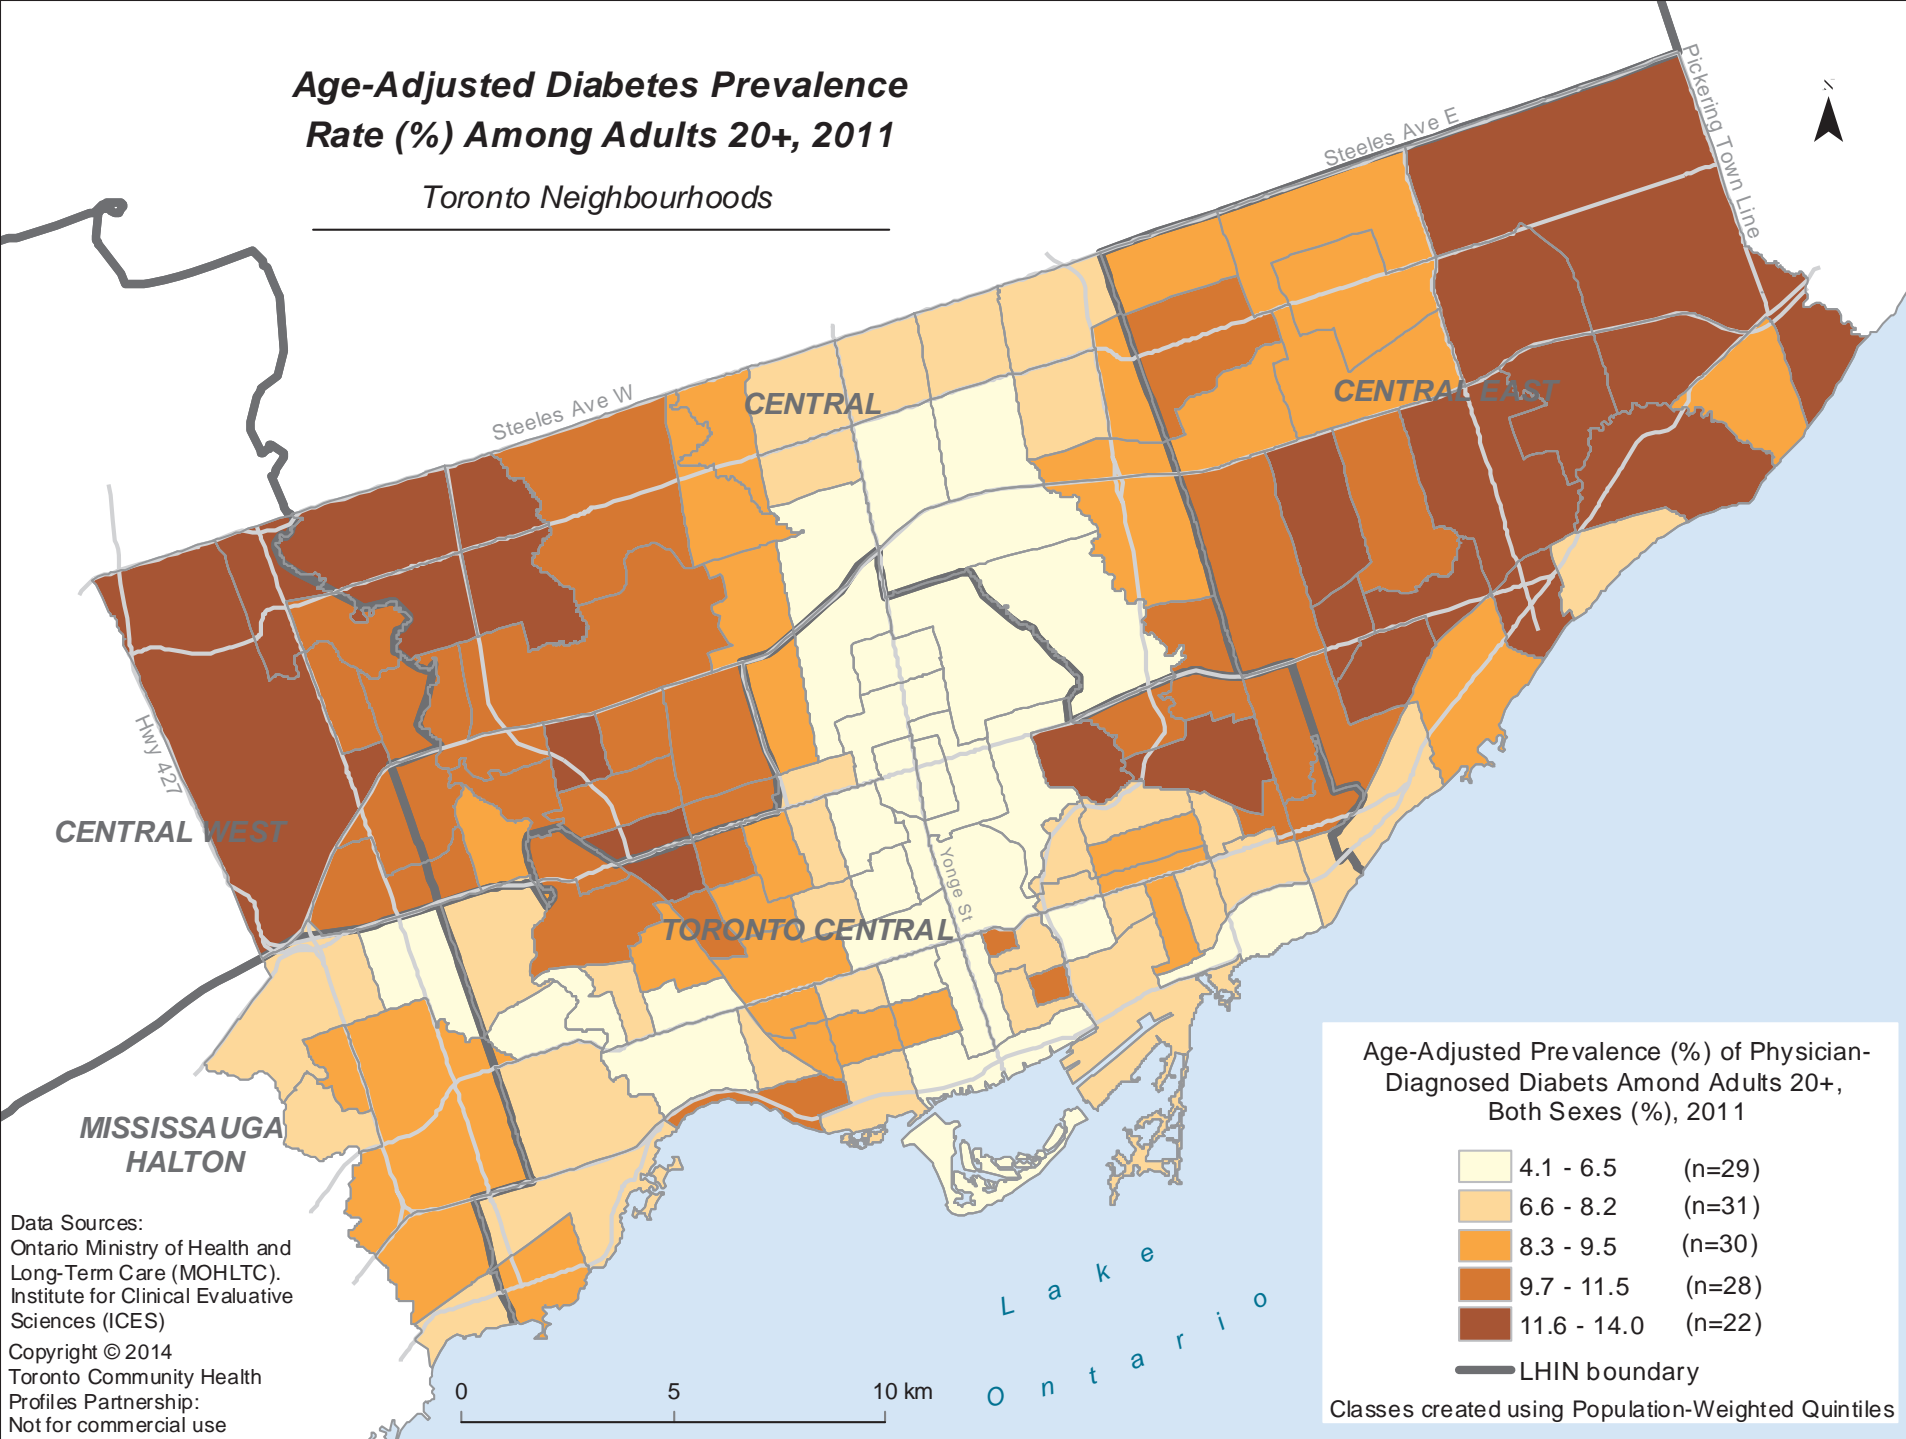 Age-Adjusted Diabetes Prevalence
Rate (%) Among Adults 20+, 2011
Toronto Neighbourhoods
N
Pickering Town Line
Steeles Ave E
Steeles Ave W
CENTRAL
CENTRAL EAST
Hwy 427
CENTRAL WEST
Yonge St
TORONTO CENTRAL
MISSISSAUGA
HALTON
Lake
Ontario
Age-Adjusted Prevalence (%) of Physician-
Diagnosed Diabets Among Adults 20+,
Both Sexes (%), 2011
4.1 - 6.5 (n=29)
6.6 - 8.2 (n=31)
8.3 - 9.5 (n=30)
9.7 - 11.5 (n=28)
11.6 - 14.0 (n=22)
LHIN boundary
Classes created using Population-Weighted Quintiles
Data Sources:
Ontario Ministry of Health and
Long-Term Care (MOHLTC).
Institute for Clinical Evaluative
Sciences (ICES)
Copyright © 2014
Toronto Community Health
Profiles Partnership:
Not for commercial use
0 5 10 km